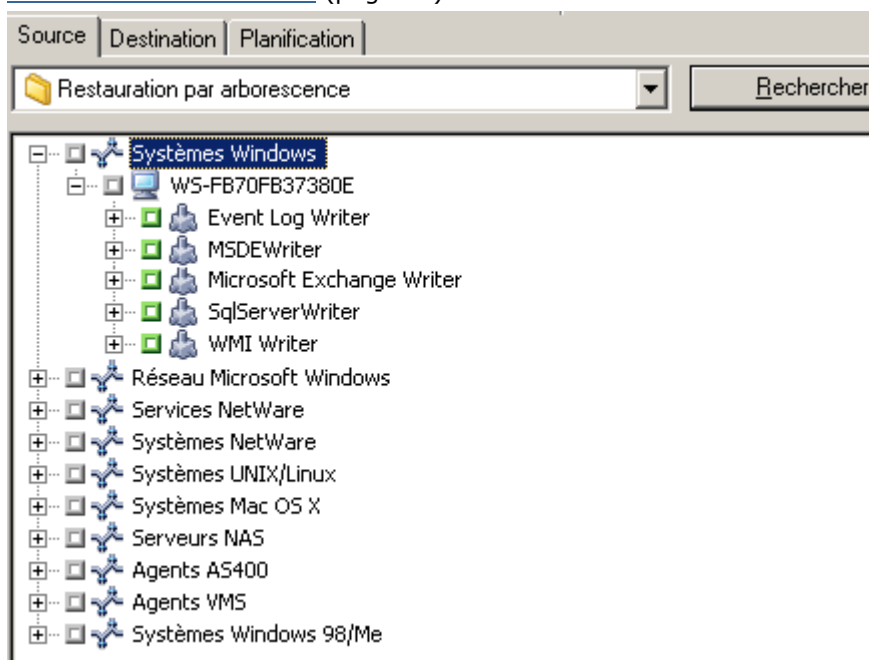 Source Destination Planification
Restauration par arborescence Rechercher
Systèmes Windows
WS-FB70FB37380E
Event Log Writer
MSDEWriter
Microsoft Exchange Writer
SqlServerWriter
WMI Writer
Réseau Microsoft Windows
Services NetWare
Systèmes NetWare
Systèmes UNIX/Linux
Systèmes Mac OS X
Serveurs NAS
Agents AS400
Agents VMS
Systèmes Windows 98/Me